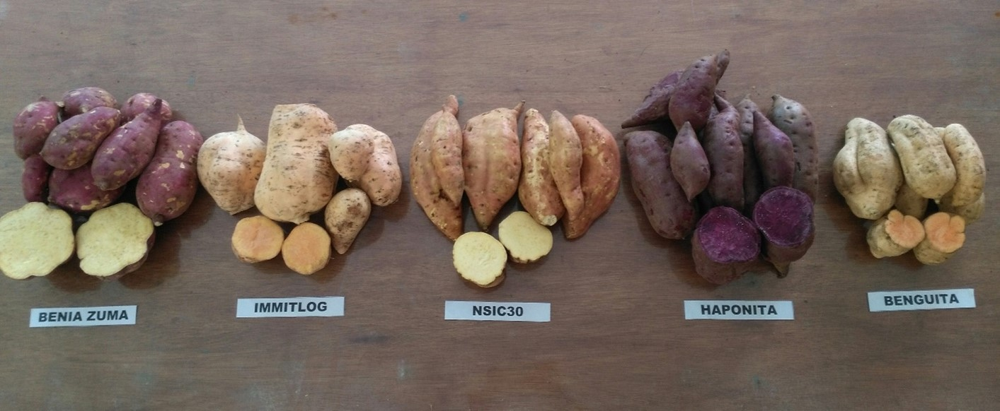 BENIA ZUMA
IMMITLOG
NSIC30
HAPONITA
BENGUITA